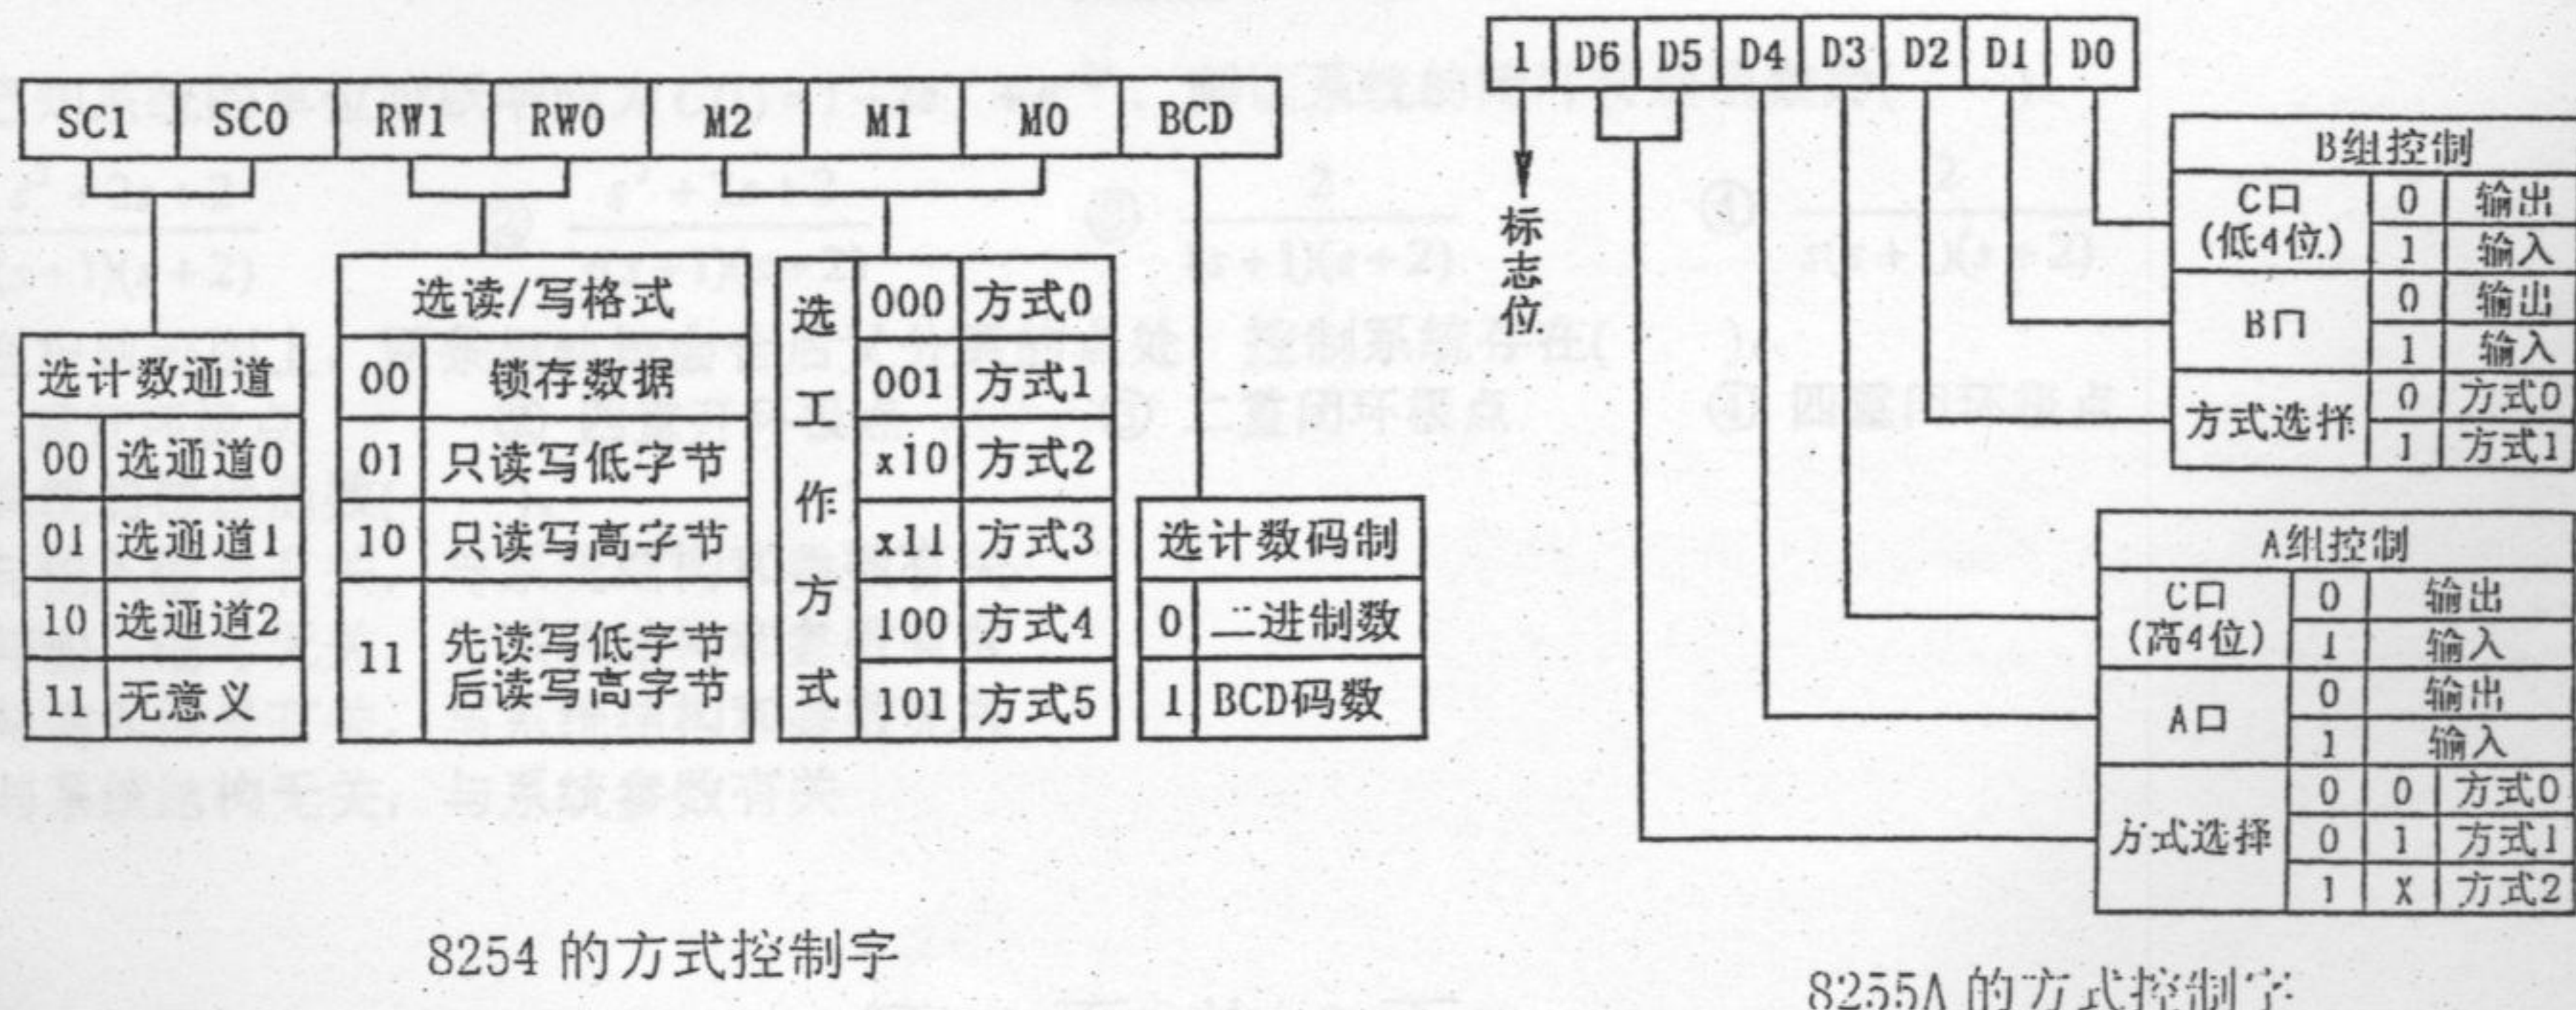 SC1 SC0 RW1 RW0 M2 M1 M0 BCD
选计数通道
00 选通道0
01 选通道1
10 选通道2
11 无意义
选读/写格式
00 锁存数据
01 只读写低字节
10 只读写高字节
11 先读写低字节
后读写高字节
选工作方式
000 方式0
001 方式1
x10 方式2
x11 方式3
100 方式4
101 方式5
选计数码制
0 二进制数
1 BCD码数
8254 的方式控制字
1 D6 D5 D4 D3 D2 D1 D0
标志位
B组控制
C口
(低4位)
0 输出
1 输入
B口
0 输出
1 输入
方式选择
0 方式0
1 方式1
A组控制
C口
(高4位)
0 输出
1 输入
A口
0 输出
1 输入
方式选择
0 0 方式0
0 1 方式1
1 X 方式2
8255A 的方式控制字